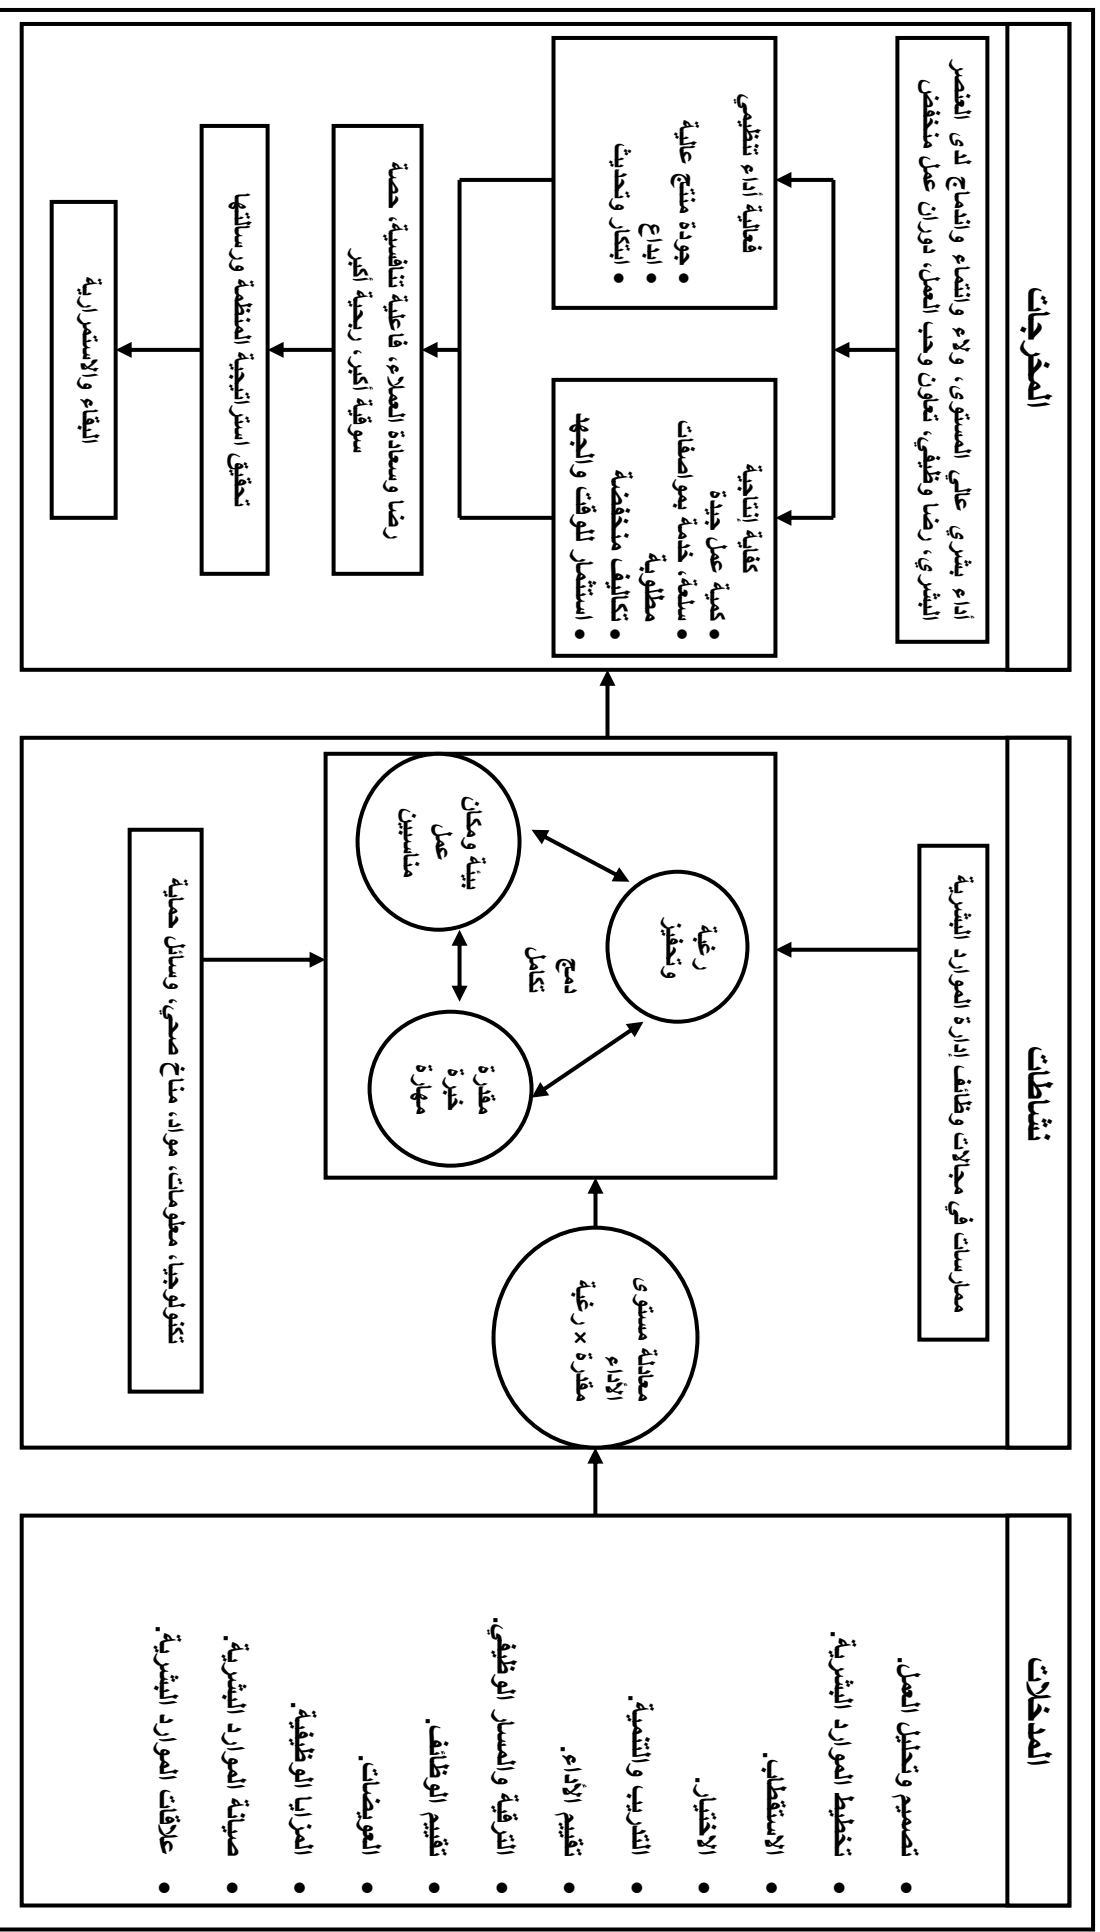 المدخلات
تصميم وتحليل العمل.
تخطيط الموارد البشرية.
الاستقطاب.
الاختيار.
التدريب والتنمية.
تقييم الأداء.
الترقية والمسار الوظيفي.
تقييم الوظائف.
العويضات.
المزايا الوظيفية.
صيانة الموارد البشرية.
علاقات الموارد البشرية.
نشاطات
ممارسات في مجالات وظائف إدارة الموارد البشرية
معادلة مستوى
الأداء
مقدرة × رغبة
رغبة
وتحفيز
دمج
تكامل
مقدرة
خبرة
مهارة
بيئة ومكان
عمل
مناسبين
تكنولوجيا، معلومات، مواد، مناخ صحي، وسائل حماية
المخرجات
أداء بشري عالي المستوى، ولاء وانتماء واندماج لدى العنصر
البشري، رضا وظيفي، تعاون وحب العمل، دوران عمل منخفض
كفاية إنتاجية
كمية عمل جيدة
سلعة، خدمة بمواصفات
مطلوبة
تكاليف منخفضة
استثمار للوقت والجهد
فعالية أداء تنظيمي
جودة منتج عالية
ابداع
ابتكار وتحديث
رضا وسعادة العملاء، فاعلية تنافسية، حصة
سوقية أكبر، ربحية أكبر
تحقيق استراتيجية المنظمة ورسالتها
البقاء والاستمرارية